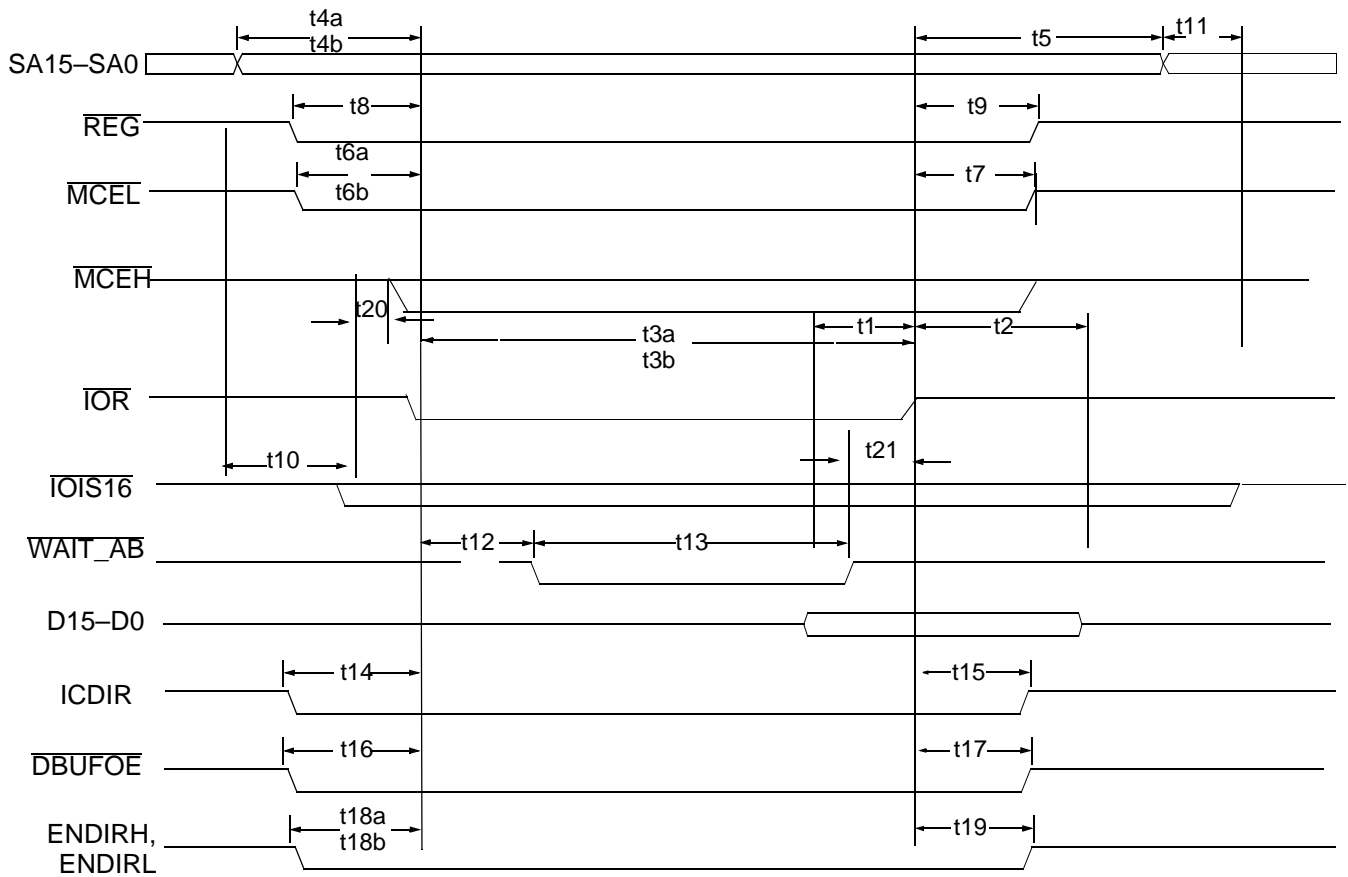 t4a
t4b
t5
t11
SA15–SA0
t8
t9
REG
t6a
t6b
t7
MCEL
MCEH
t20
t1
t2
t3a
t3b
IOR
t21
t10
IOIS16
t12
t13
WAIT_AB
D15–D0
t14
t15
ICDIR
t16
t17
DBUFOE
t18a
t18b
t19
ENDIRH,
ENDIRL